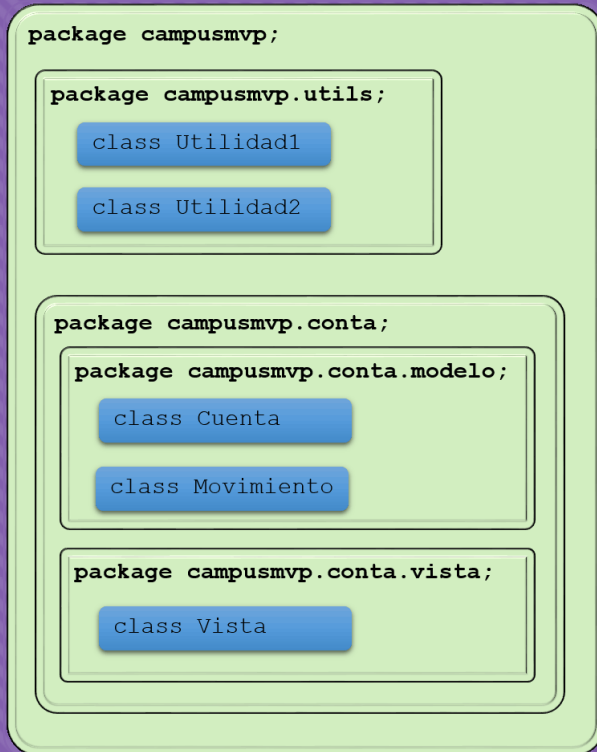 package campusmvp;
package campusmvp.utils;
class Utilidad1
class Utilidad2
package campusmvp.conta;
package campusmvp.conta.modelo;
class Cuenta
class Movimiento
package campusmvp.conta.vista;
class Vista